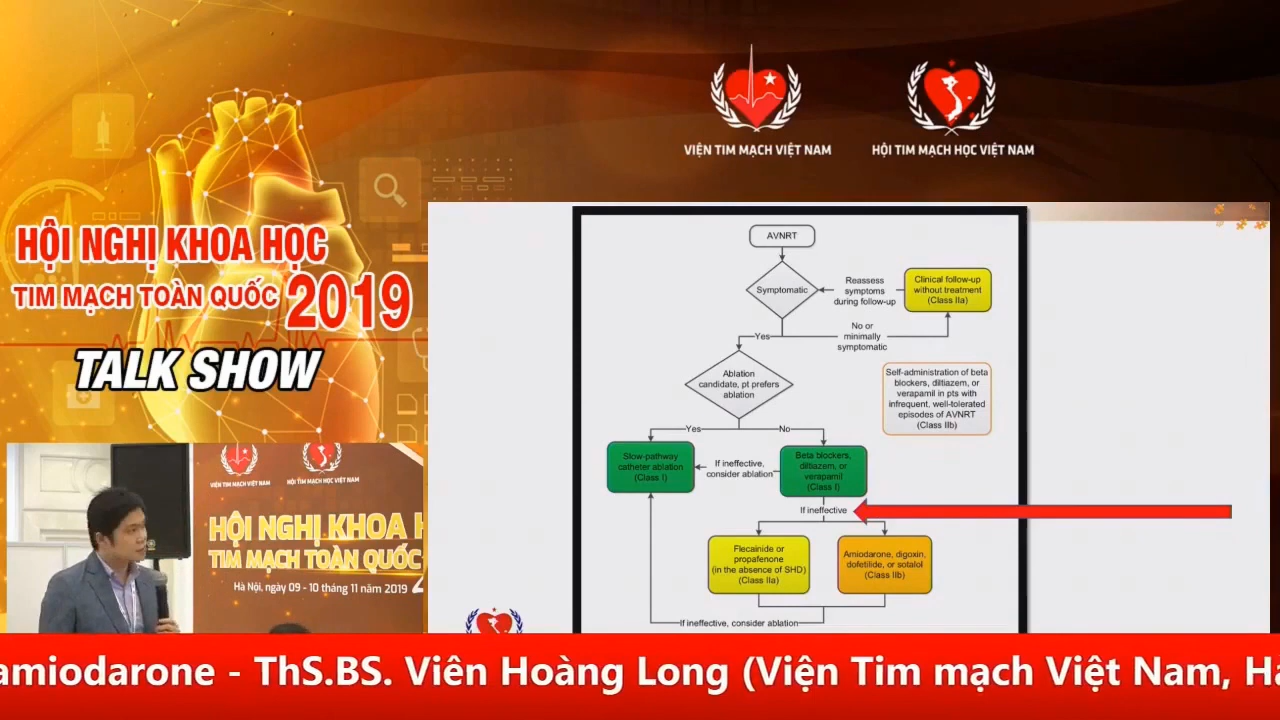 VIỆN TIM MẠCH VIỆT NAM
HỘI TIM MẠCH HỌC VIỆT NAM
HỘI NGHỊ KHOA HỌC
TIM MẠCH TOÀN QUỐC 2019
TALK SHOW
AVNRT
Symptomatic
Reassess
symptoms
during follow-up
Clinical follow-up
without treatment
(Class IIa)
Yes
No or
minimally
symptomatic
Ablation
candidate, pt prefers
ablation
Self-administration of beta
blockers, diltiazem, or
verapamil in pts with
infrequent, well-tolerated
episodes of AVNRT
(Class IIb)
Yes
No
Slow-pathway
catheter ablation
(Class I)
If ineffective,
consider ablation
Beta blockers,
diltiazem, or
verapamil
(Class I)
If ineffective
Flecainide or
propafenone
(in the absence of SHD)
(Class IIa)
Amiodarone, digoxin,
dofetilide, or sotalol
(Class IIb)
If ineffective, consider ablation
VIỆN TIM MẠCH VIỆT NAM
HỘI TIM MẠCH HỌC VIỆT NAM
HỘI NGHỊ KHOA H
TIM MẠCH TOÀN QUỐC
Hà Nội, ngày 09 - 10 tháng 11 năm 2019
amiodarone - ThS.BS. Viên Hoàng Long (Viện Tim mạch Việt Nam, Hà